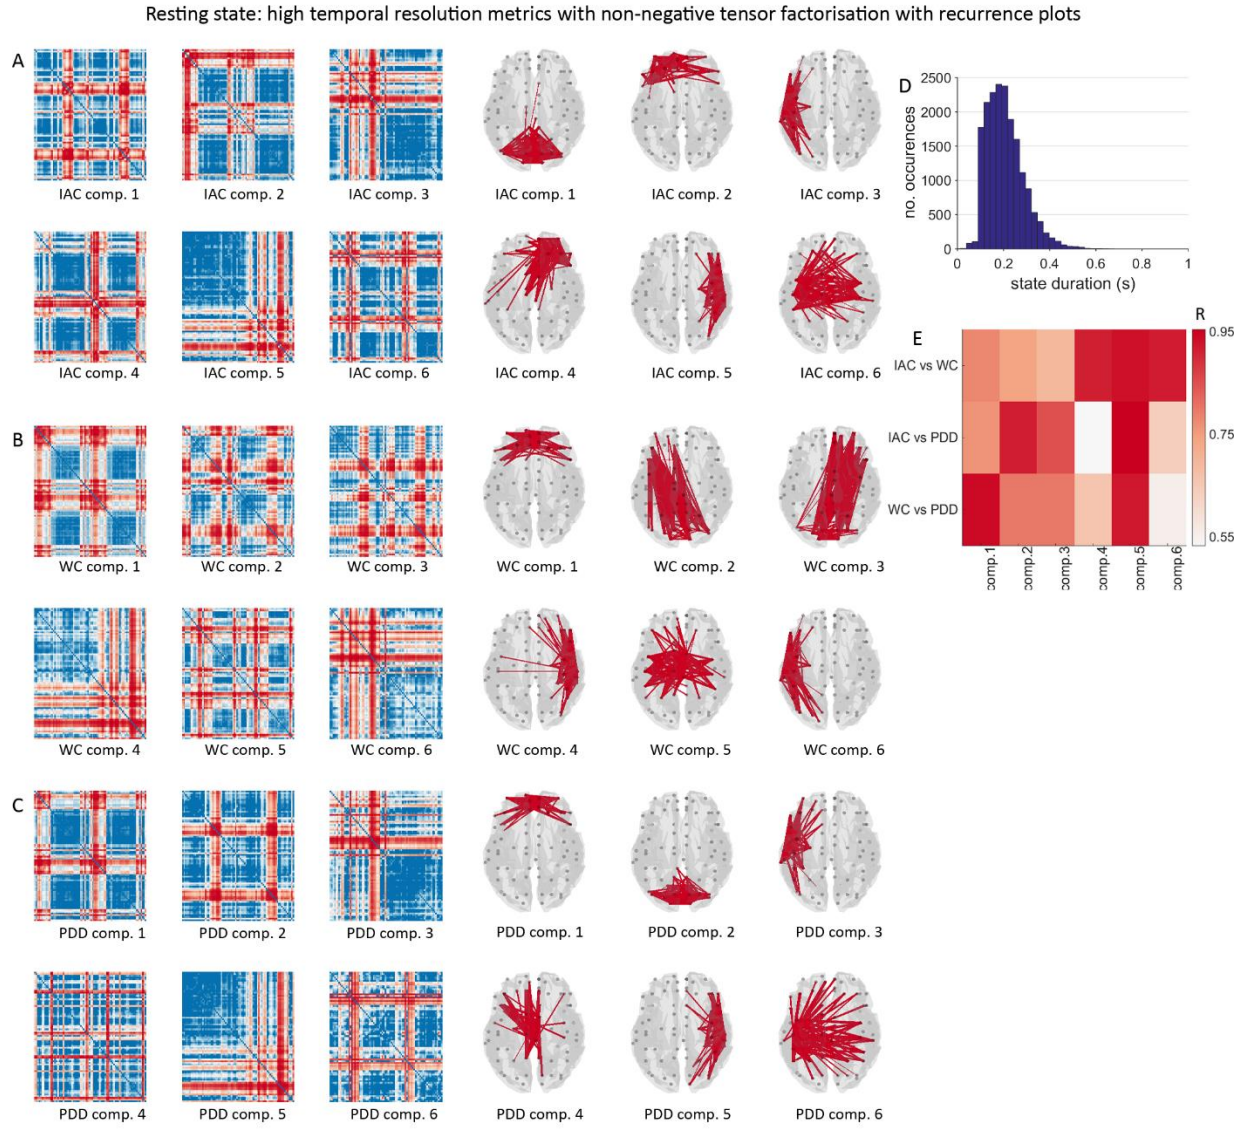 Resting state: high temporal resolution metrics with non-negative tensor factorisation with recurrence plots
A
IAC comp. 1
IAC comp. 2
IAC comp. 3
IAC comp. 1
IAC comp. 2
IAC comp. 3
IAC comp. 4
IAC comp. 5
IAC comp. 6
IAC comp. 4
IAC comp. 5
IAC comp. 6
B
WC comp. 1
WC comp. 2
WC comp. 3
WC comp. 1
WC comp. 2
WC comp. 3
WC comp. 4
WC comp. 5
WC comp. 6
WC comp. 4
WC comp. 5
WC comp. 6
C
PDD comp. 1
PDD comp. 2
PDD comp. 3
PDD comp. 1
PDD comp. 2
PDD comp. 3
PDD comp. 4
PDD comp. 5
PDD comp. 6
PDD comp. 4
PDD comp. 5
PDD comp. 6
D
no. occurences
2500
2000
1500
1000
500
0
0 0.2 0.4 0.6 0.8 1
state duration (s)
E
R
IAC vs WC
IAC vs PDD
WC vs PDD
comp.1
comp.2
comp.3
comp.4
comp.5
comp.6
0.95
0.75
0.55